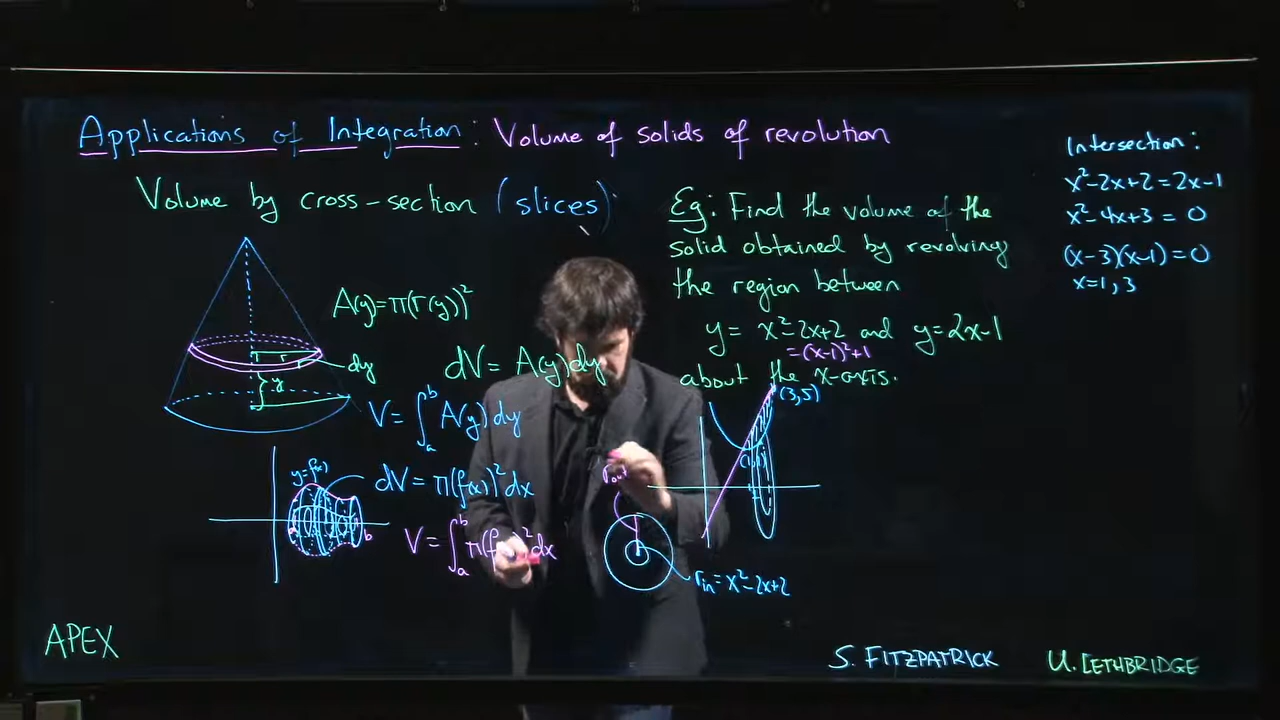 Applications of Integration: Volume of solids of revolution
Volume by cross-section (slices):
A(y)=π(r(y))²
r
dy
y
dV = A(y)dy
V = ∫ₐᵇ A(y) dy
y=f(x)
a
b
dV = π(f(x))² dx
V = ∫ₐᵇ π(f )² dx
Eg: Find the volume of the
solid obtained by revolving
the region between
y = x²-2x+2 and y=2x-1
=(x-1)²+1
about the x-axis.
(3,5)
r_out
r_in = x²-2x+2
Intersection:
x²-2x+2=2x-1
x²-4x+3=0
(x-3)(x-1)=0
x=1,3
APEX
S. FITZPATRICK
U. LETHBRIDGE